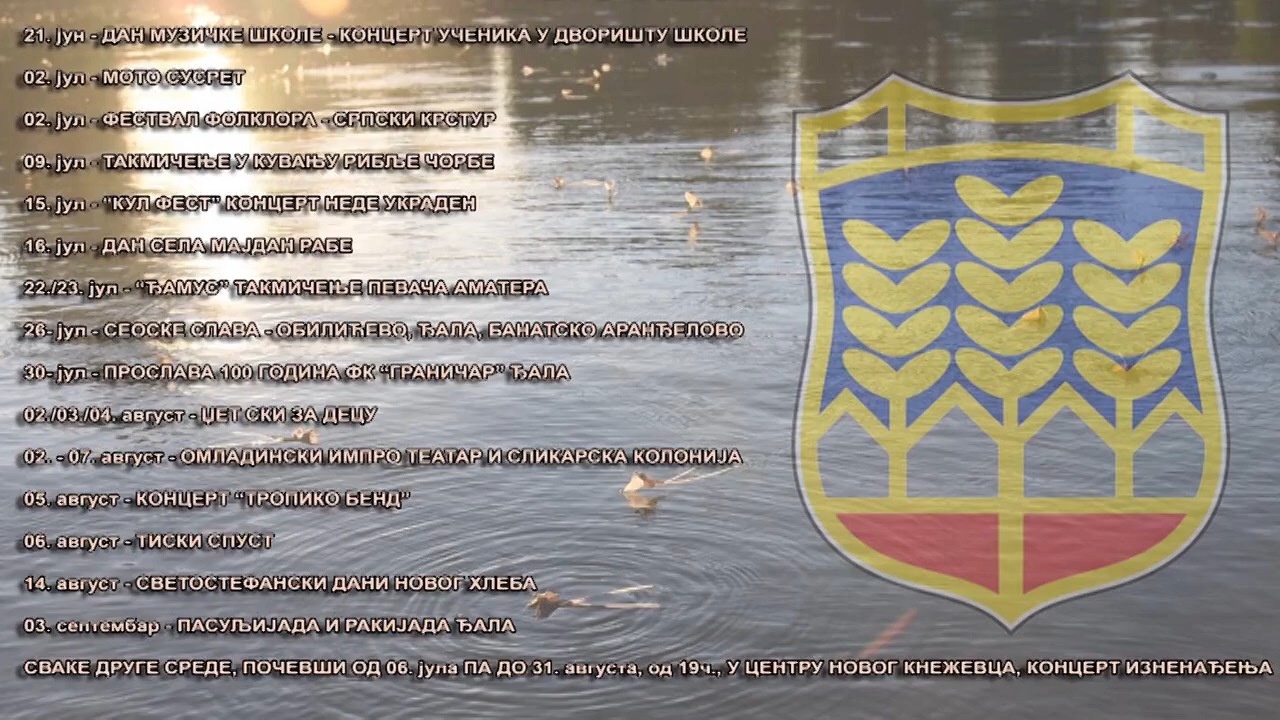 21. јун - ДАН МУЗИЧКЕ ШКОЛЕ - КОНЦЕРТ УЧЕНИКА У ДВОРИШТУ ШКОЛЕ
02. јул - МОТО СУСРЕТ
02. јул - ФЕСТВАЛ ФОЛКЛОРА - СРПСКИ КРСТУР
09. јул - ТАКМИЧЕЊЕ У КУВАЊУ РИБЉЕ ЧОРБЕ
15. јул - “КУЛ ФЕСТ” КОНЦЕРТ НЕДЕ УКРАДЕН
16. јул - ДАН СЕЛА МАЈДАН РАБЕ
22./23. јул - “ЂАМУС” ТАКМИЧЕЊЕ ПЕВАЧА АМАТЕРА
26- јул - СЕОСКЕ СЛАВА - ОБИЛИЋЕВО, ЂАЛА, БАНАТСКО АРАНЂЕЛОВО
30- јул - ПРОСЛАВА 100 ГОДИНА ФК “ГРАНИЧАР” ЂАЛА
02./03./04. август - ЏЕТ СКИ ЗА ДЕЦУ
02. - 07. август - ОМЛАДИНСКИ ИМПРО ТЕАТАР И СЛИКАРСКА КОЛОНИЈА
05. август - КОНЦЕРТ “ТРОПИКО БЕНД”
06. август - ТИСКИ СПУСТ
14. август - СВЕТОСТЕФАНСКИ ДАНИ НОВОГ ХЛЕБА
03. септембар - ПАСУЉИЈАДА И РАКИЈАДА ЂАЛА
СВАКЕ ДРУГЕ СРЕДЕ, ПОЧЕВШИ ОД 06. јула ПА ДО 31. августа, од 19ч., У ЦЕНТРУ НОВОГ КНЕЖЕВЦА, КОНЦЕРТ ИЗНЕНАЂЕЊА